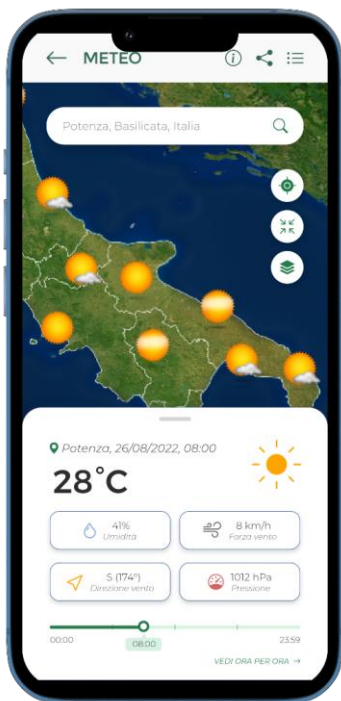 METEO
Potenza, Basilicata, Italia
Potenza, 26/08/2022, 08:00
28°C
41%
Umidità
8 km/h
Forza vento
S (174°)
Direzione vento
1012 hPa
Pressione
00:00
08:00
23:59
VEDI ORA PER ORA →